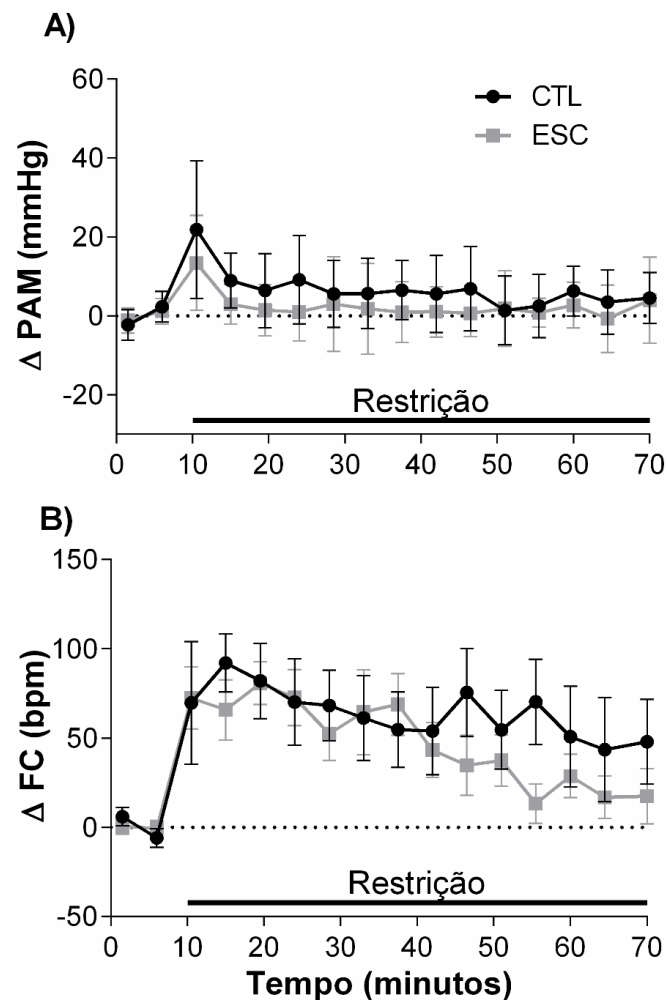 A)
60
40
20
0
-20
Δ PAM (mmHg)
CTL
ESC
Restrição
0 10 20 30 40 50 60 70
B)
150
100
50
0
-50
Δ FC (bpm)
Restrição
0 10 20 30 40 50 60 70
Tempo (minutos)